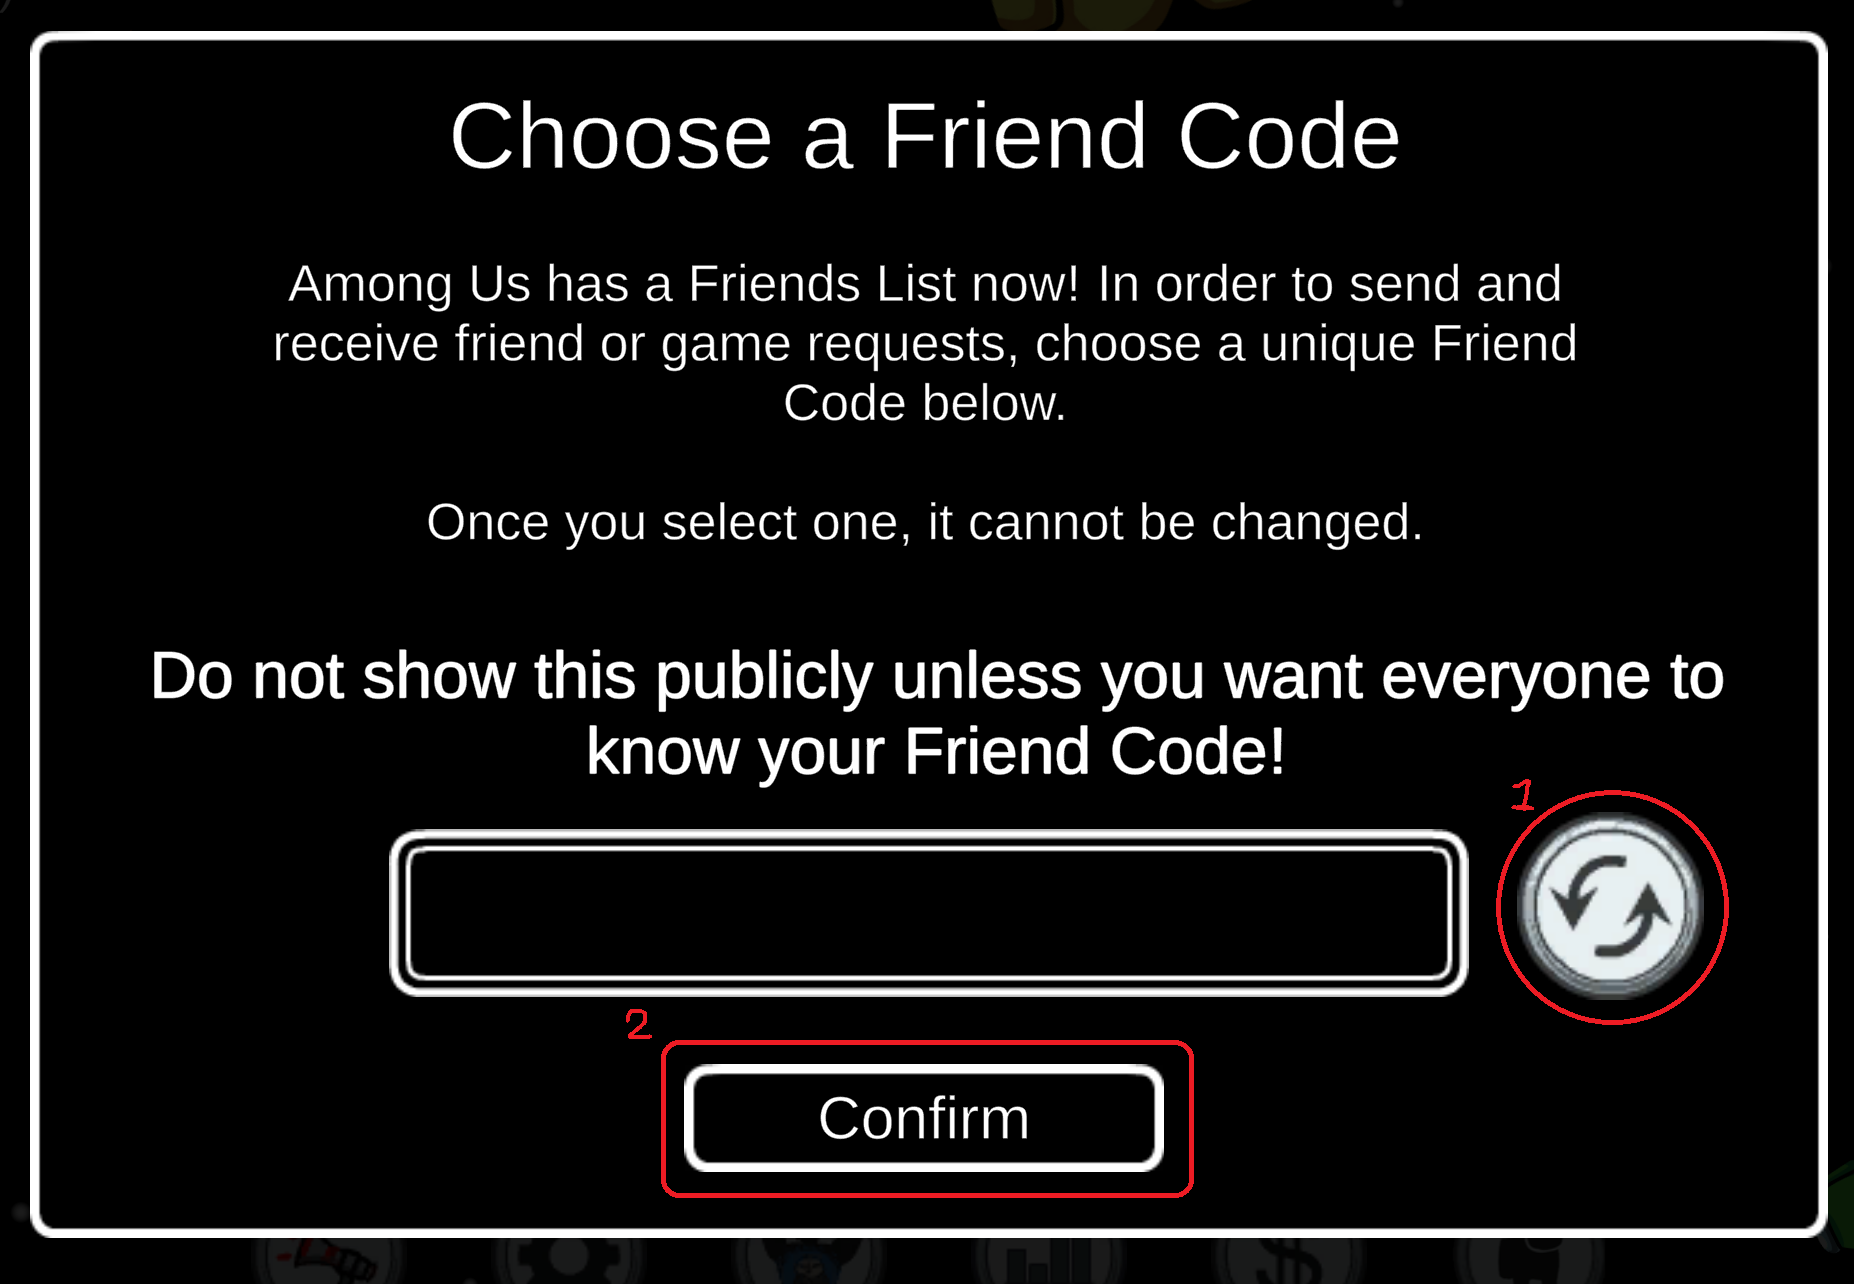 Choose a Friend Code
Among Us has a Friends List now! In order to send and
receive friend or game requests, choose a unique Friend
Code below.
Once you select one, it cannot be changed.
Do not show this publicly unless you want everyone to
know your Friend Code!
1
2
Confirm